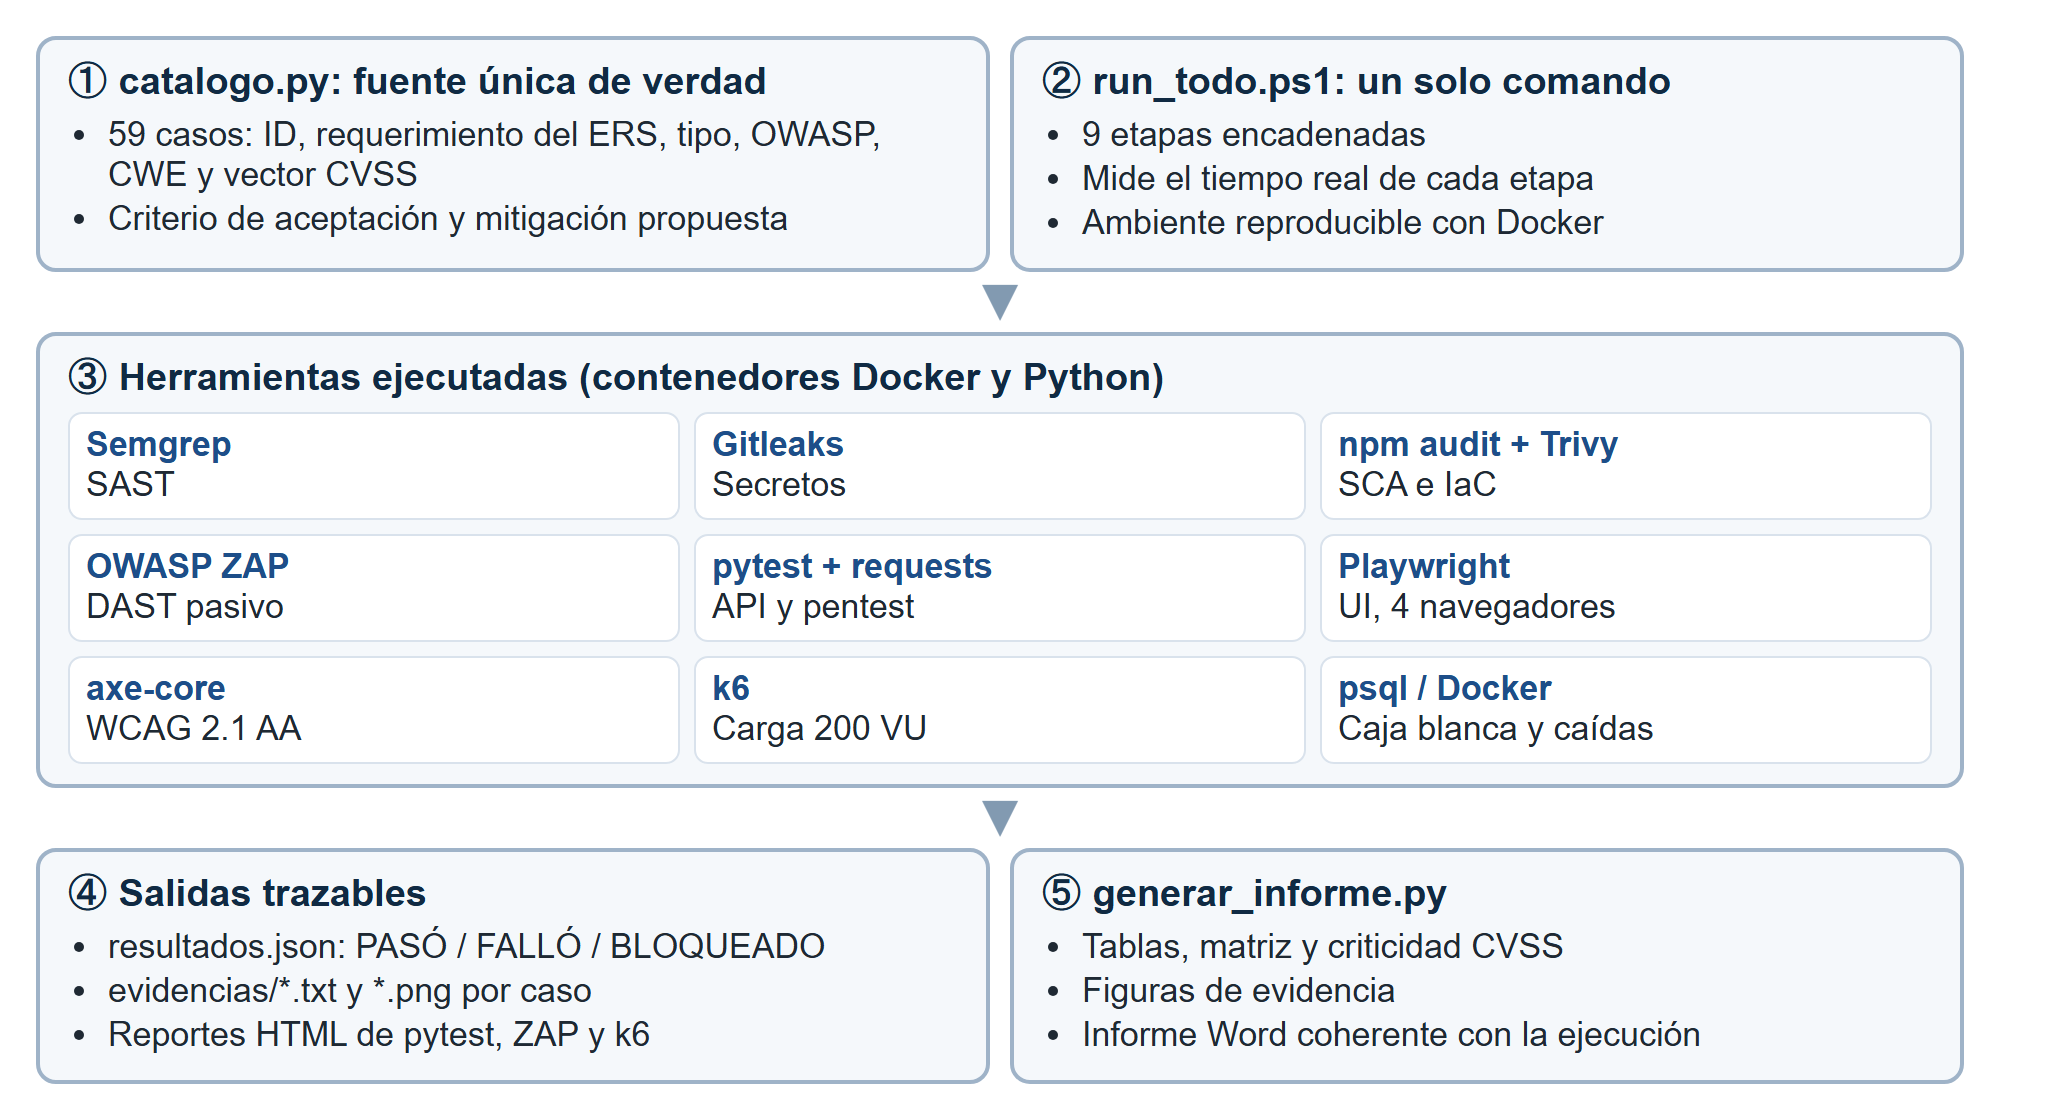 ① catalogo.py: fuente única de verdad
• 59 casos: ID, requerimiento del ERS, tipo, OWASP,
CWE y vector CVSS
• Criterio de aceptación y mitigación propuesta
② run_todo.ps1: un solo comando
• 9 etapas encadenadas
• Mide el tiempo real de cada etapa
• Ambiente reproducible con Docker
③ Herramientas ejecutadas (contenedores Docker y Python)
Semgrep
SAST
Gitleaks
Secretos
npm audit + Trivy
SCA e IaC
OWASP ZAP
DAST pasivo
pytest + requests
API y pentest
Playwright
UI, 4 navegadores
axe-core
WCAG 2.1 AA
k6
Carga 200 VU
psql / Docker
Caja blanca y caídas
④ Salidas trazables
• resultados.json: PASÓ / FALLÓ / BLOQUEADO
• evidencias/*.txt y *.png por caso
• Reportes HTML de pytest, ZAP y k6
⑤ generar_informe.py
• Tablas, matriz y criticidad CVSS
• Figuras de evidencia
• Informe Word coherente con la ejecución